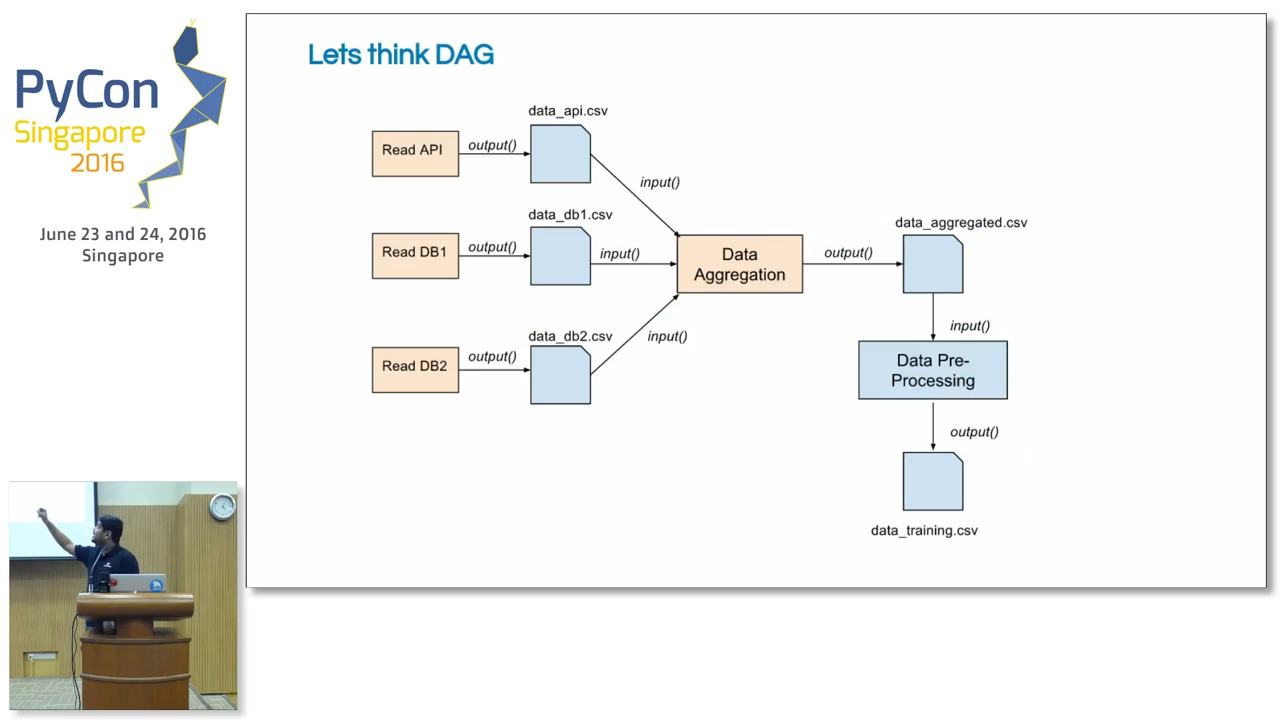 PyCon
Singapore
2016
June 23 and 24, 2016
Singapore
Lets think DAG
data_api.csv
Read API
output()
input()
data_db1.csv
Read DB1
output()
input()
data_db2.csv
Read DB2
output()
input()
Data
Aggregation
output()
data_aggregated.csv
input()
Data Pre-
Processing
output()
data_training.csv